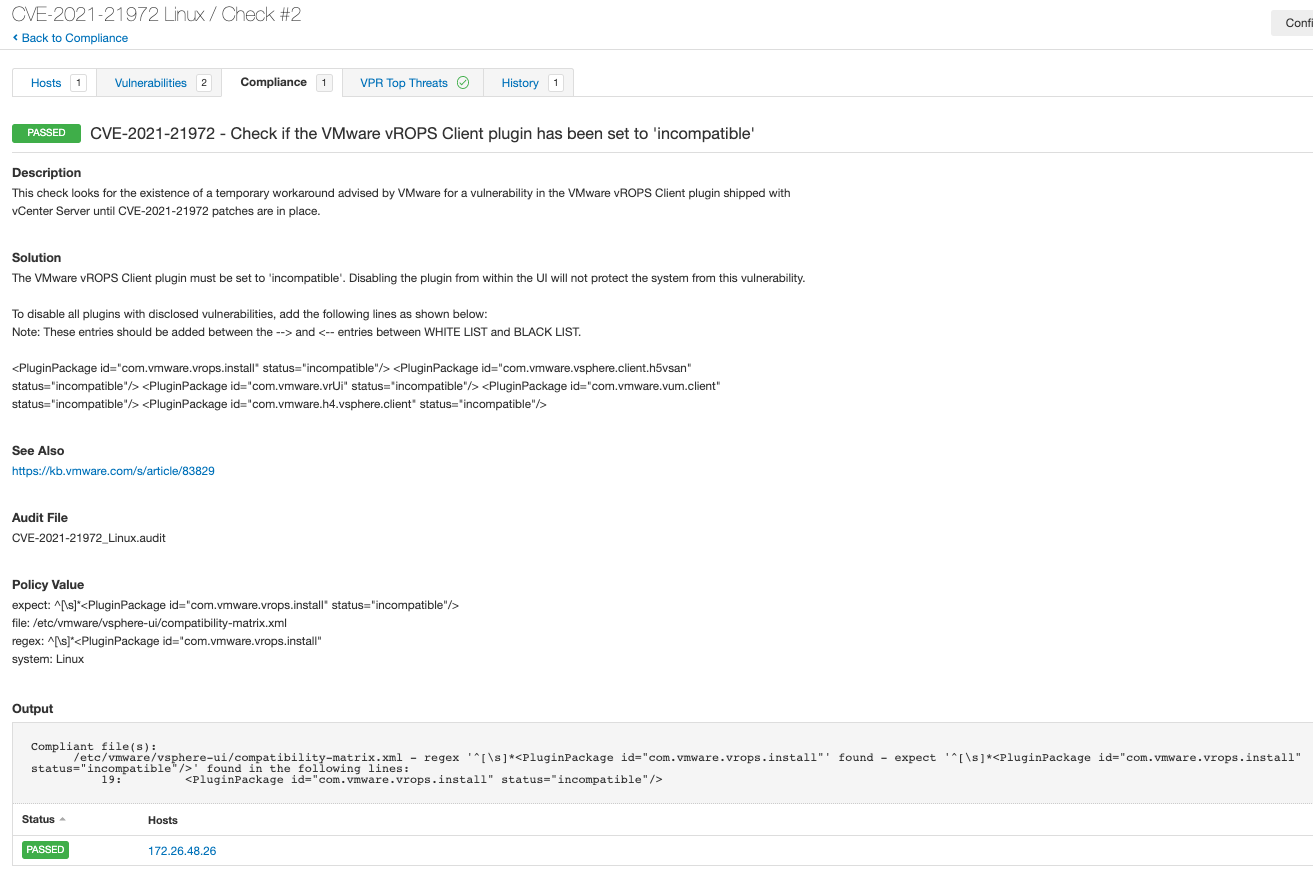 CVE-2021-21972 Linux / Check #2
Confi
< Back to Compliance
Hosts 1 Vulnerabilities 2 Compliance 1 VPR Top Threats History 1
PASSED CVE-2021-21972 - Check if the VMware vROPS Client plugin has been set to 'incompatible'
Description
This check looks for the existence of a temporary workaround advised by VMware for a vulnerability in the VMware vROPS Client plugin shipped with
vCenter Server until CVE-2021-21972 patches are in place.
Solution
The VMware vROPS Client plugin must be set to 'incompatible'. Disabling the plugin from within the UI will not protect the system from this vulnerability.
To disable all plugins with disclosed vulnerabilities, add the following lines as shown below:
Note: These entries should be added between the --> and <-- entries between WHITE LIST and BLACK LIST.
<PluginPackage id="com.vmware.vrops.install" status="incompatible"/> <PluginPackage id="com.vmware.vsphere.client.h5vsan"
status="incompatible"/> <PluginPackage id="com.vmware.vrUi" status="incompatible"/> <PluginPackage id="com.vmware.vum.client"
status="incompatible"/> <PluginPackage id="com.vmware.h4.vsphere.client" status="incompatible"/>
See Also
https://kb.vmware.com/s/article/83829
Audit File
CVE-2021-21972_Linux.audit
Policy Value
expect: ^[\s]*<PluginPackage id="com.vmware.vrops.install" status="incompatible"/>
file: /etc/vmware/vsphere-ui/compatibility-matrix.xml
regex: ^[\s]*<PluginPackage id="com.vmware.vrops.install"
system: Linux
Output
Compliant file(s):
/etc/vmware/vsphere-ui/compatibility-matrix.xml - regex '^[\s]*<PluginPackage id="com.vmware.vrops.install"' found - expect '^[\s]*<PluginPackage id="com.vmware.vrops.install"
status="incompatible"/>' found in the following lines:
19: <PluginPackage id="com.vmware.vrops.install" status="incompatible"/>
Status Hosts
PASSED 172.26.48.26